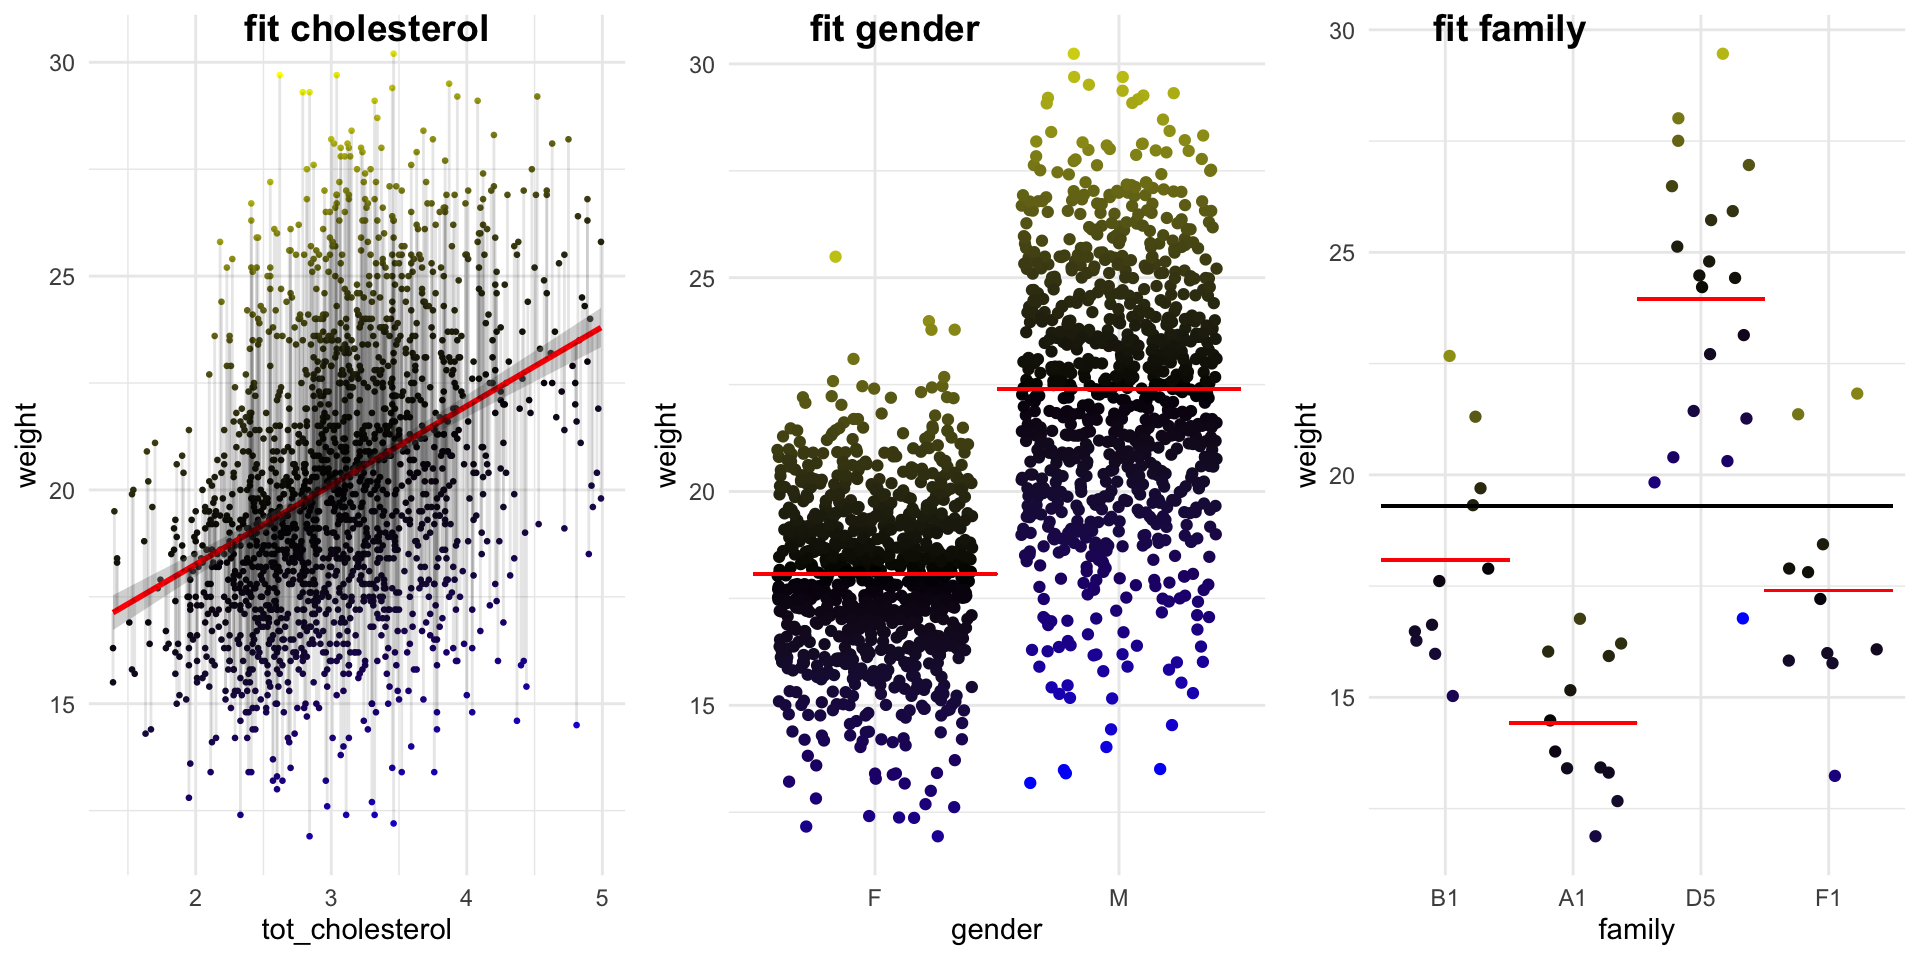 fit cholesterol
weight
30
25
20
15
2 3 4 5
tot_cholesterol
fit gender
weight
30
25
20
15
F M
gender
fit family
weight
30
25
20
15
B1 A1 D5 F1
family